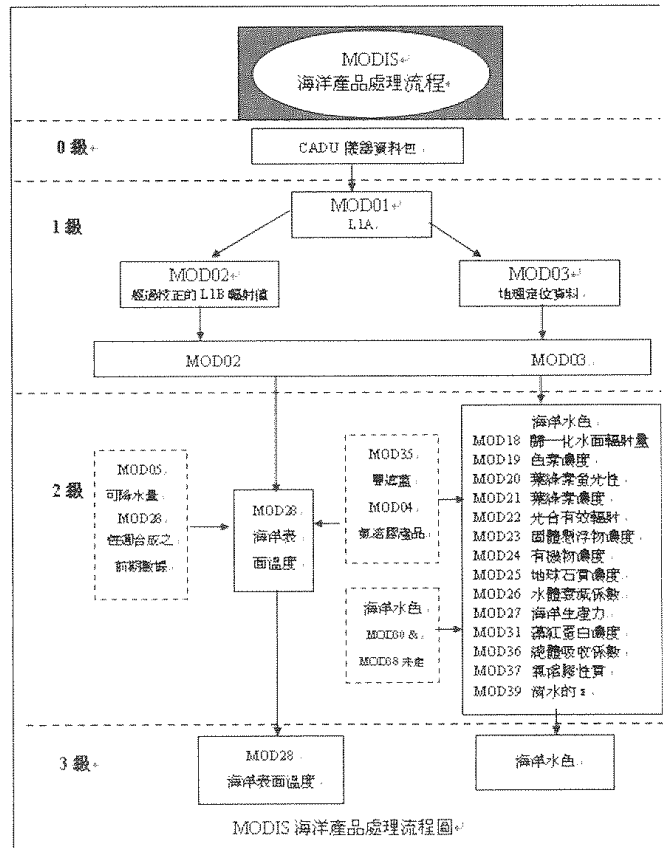 MODIS
海洋產品處理流程
0 級
CADU 儀器資料包
1 級
MOD01
L1A
MOD02
經過校正的 L1B 輻射值
MOD03
地理定位資料
MOD02
MOD03
2 級
MOD05
可降水量
MOD28
每週合成之
前期數據
MOD28
海洋表
面溫度
MOD35
雲遮蓋
MOD04
氣溶膠產品
海洋水色
MOD30 &
MOD38 未定
海洋水色
MOD18 歸一化水面輻射量
MOD19 色素濃度
MOD20 葉綠素螢光性
MOD21 葉綠素濃度
MOD22 光合有效輻射
MOD23 固體懸浮物濃度
MOD24 有機物濃度
MOD25 地球石質濃度
MOD26 水體衰減係數
MOD27 海洋生產力
MOD31 藻紅蛋白濃度
MOD36 總體吸收係數
MOD37 氣溶膠性質
MOD39 水的 ε
3 級
MOD28
海洋表面溫度
海洋水色
MODIS 海洋產品處理流程圖